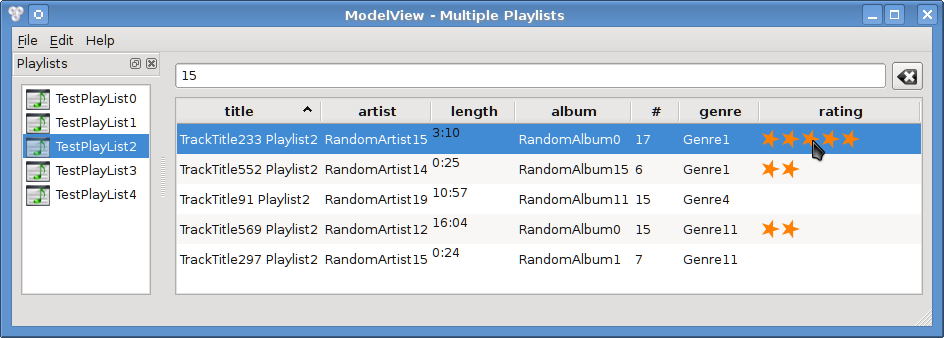 ModelView - Multiple Playlists
File Edit Help
Playlists
TestPlayList0
TestPlayList1
TestPlayList2
TestPlayList3
TestPlayList4
15
title artist length album # genre rating
TrackTitle233 Playlist2 RandomArtist15 3:10 RandomAlbum0 17 Genre1
TrackTitle552 Playlist2 RandomArtist14 0:25 RandomAlbum15 6 Genre1
TrackTitle91 Playlist2 RandomArtist19 10:57 RandomAlbum11 15 Genre4
TrackTitle569 Playlist2 RandomArtist12 16:04 RandomAlbum0 15 Genre11
TrackTitle297 Playlist2 RandomArtist15 0:24 RandomAlbum1 7 Genre11